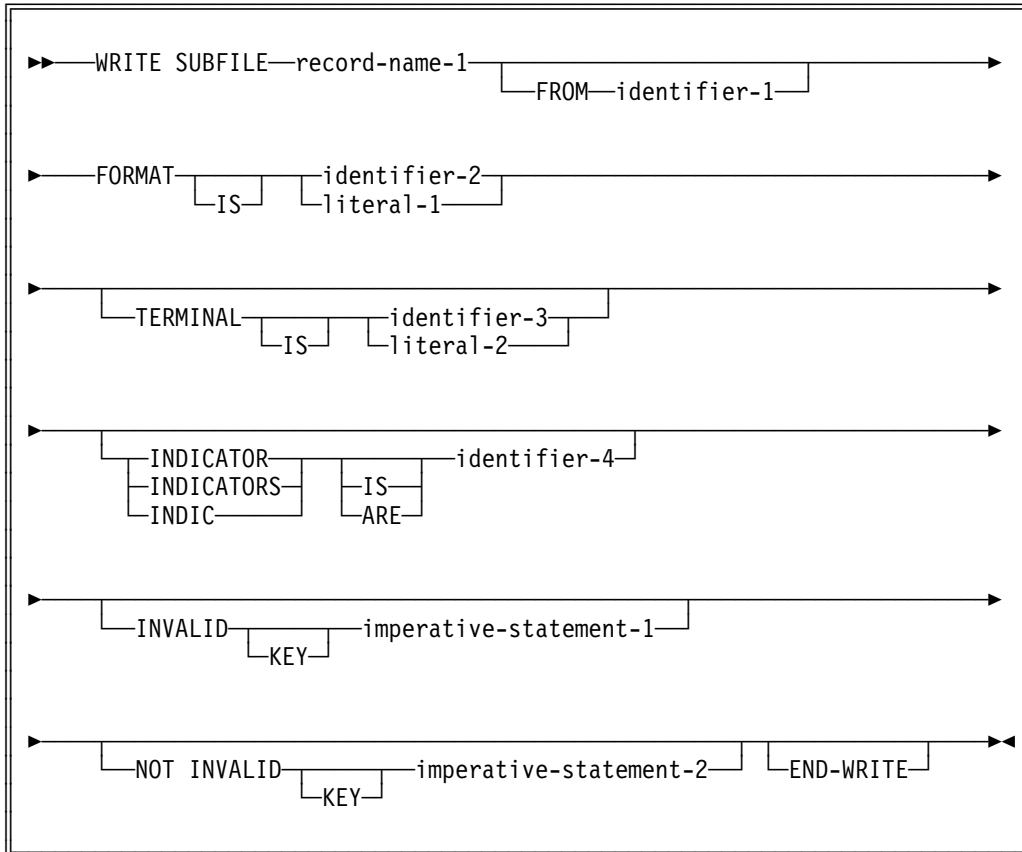 WRITE SUBFILE record-name-1
FROM identifier-1
FORMAT identifier-2
IS literal-1
TERMINAL identifier-3
IS literal-2
INDICATOR identifier-4
INDICATORS IS
INDIC ARE
INVALID imperative-statement-1
KEY
NOT INVALID imperative-statement-2 END-WRITE
KEY